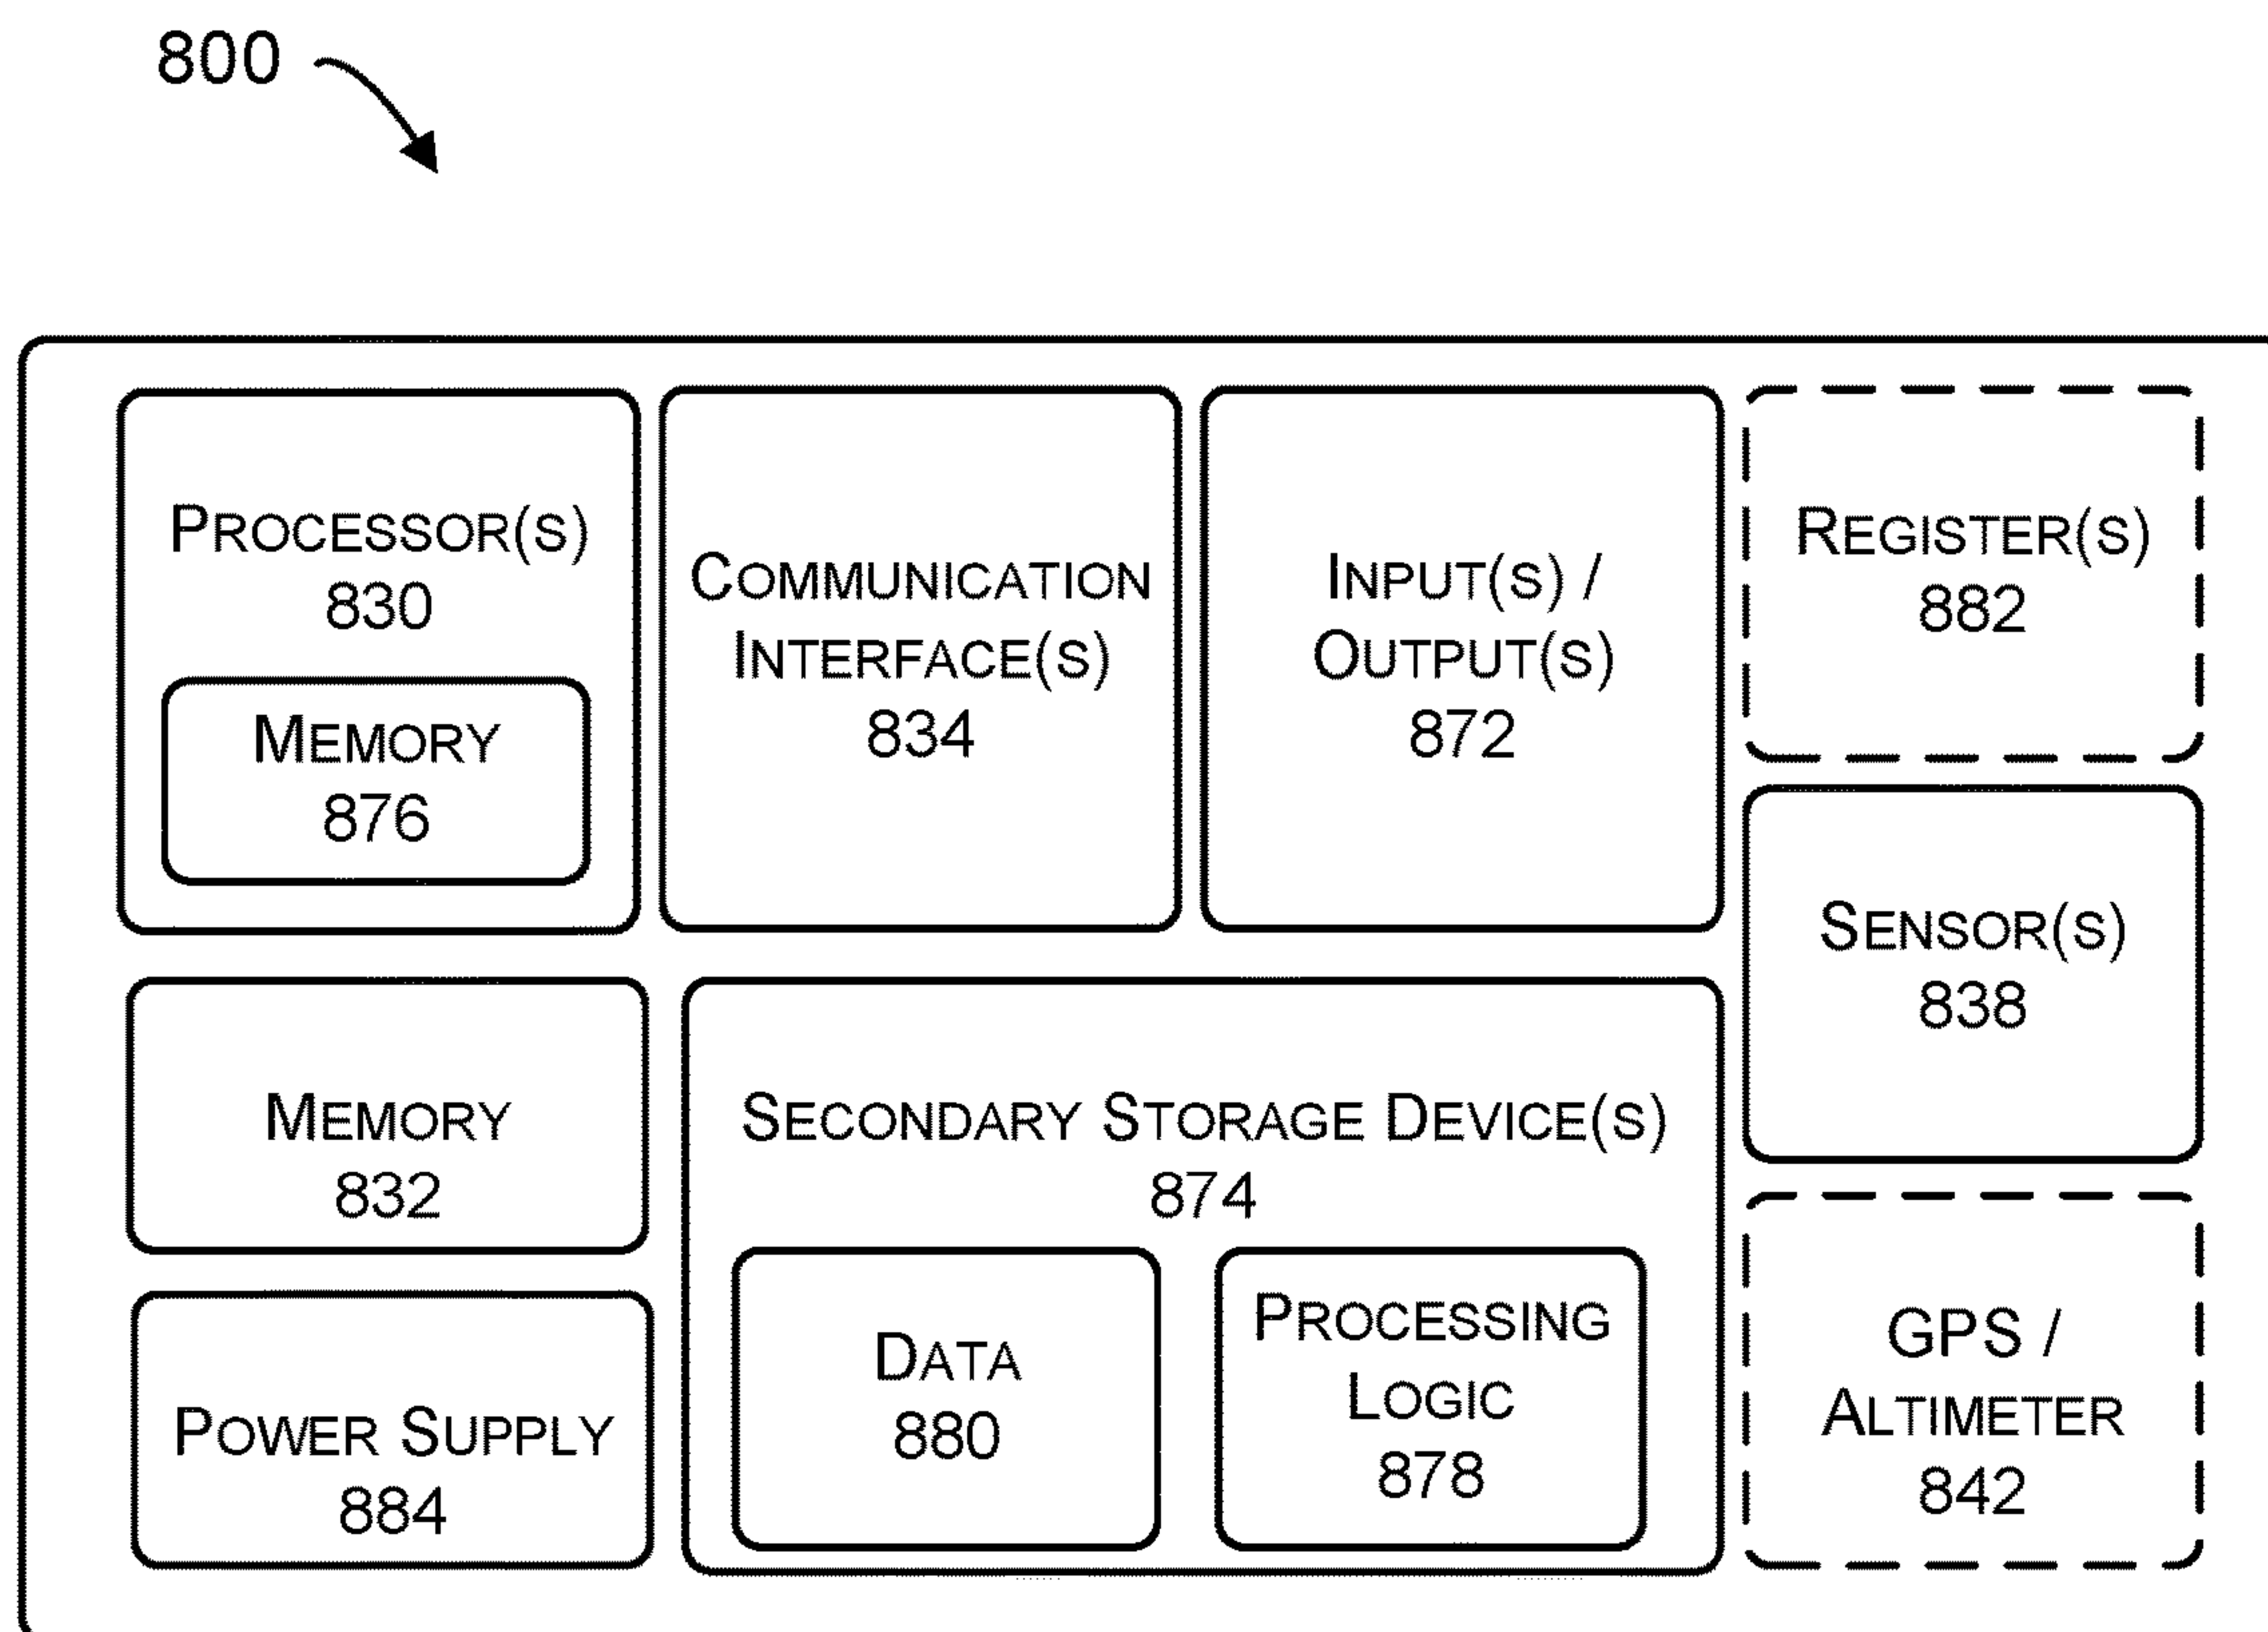 800
PROCESSOR(S)
830
MEMORY
876
COMMUNICATION
INTERFACE(S)
834
INPUT(S) /
OUTPUT(S)
872
REGISTER(S)
882
SENSOR(S)
838
MEMORY
832
SECONDARY STORAGE DEVICE(S)
874
DATA
880
PROCESSING
LOGIC
878
POWER SUPPLY
884
GPS /
ALTIMETER
842